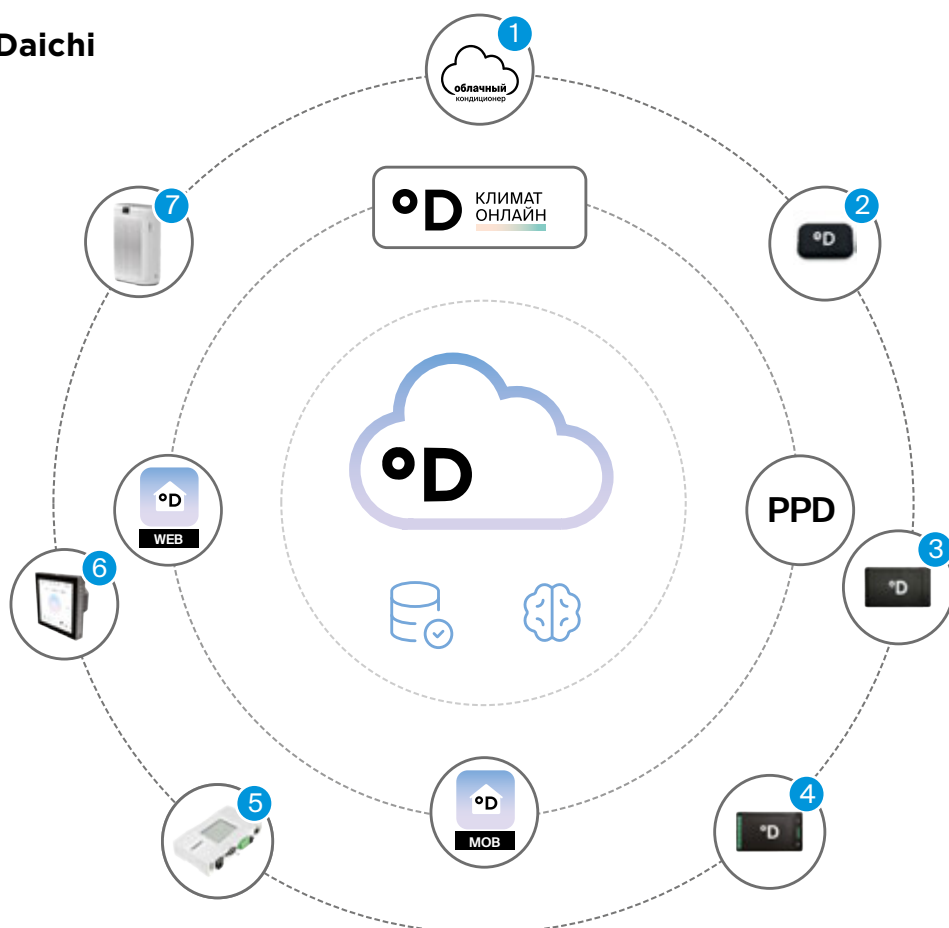 Daichi
1
облачный
кондиционер
7
°D
КЛИМАТ
ОНЛАЙН
2
°D
°D
°D
WEB
PPD
3
°D
6
°D
MOB
5
4
°D